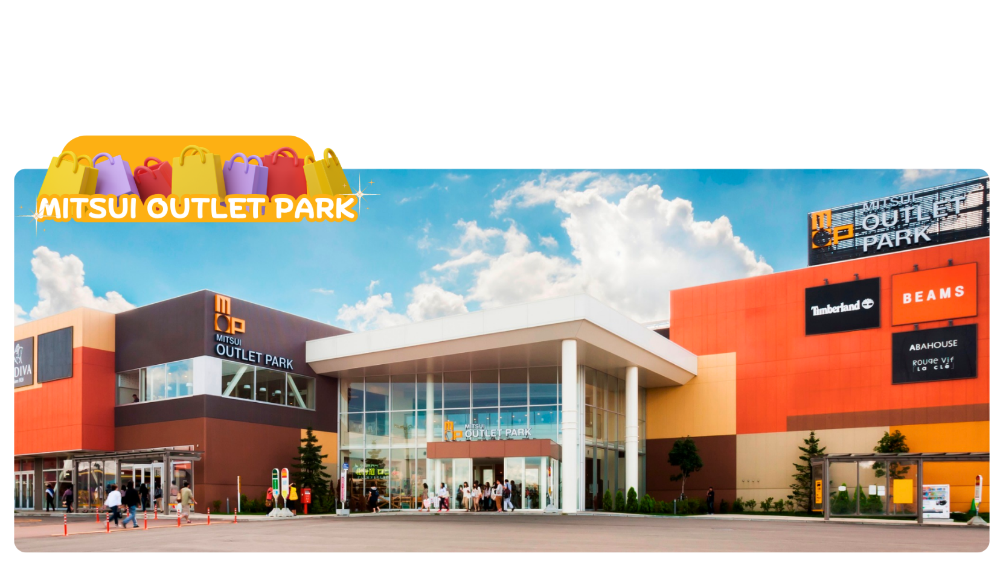 MITSUI OUTLET PARK
MITSUI
OUTLET
PARK
Timberland
BEAMS
ABAHOUSE
ROUGE VIF
LA CLÉ
MITSUI
OUTLET PARK
DIVA
MITSUI
OUTLET PARK